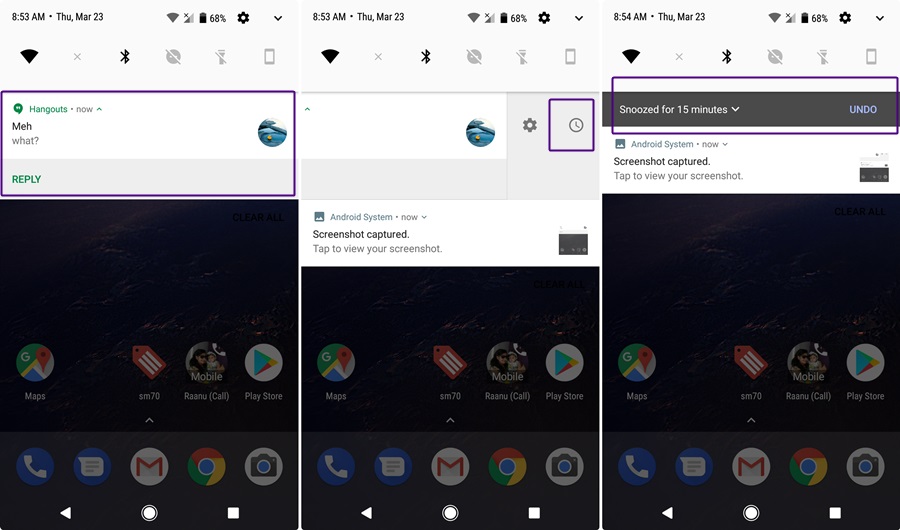 8:53 AM • Thu, Mar 23
68%
Hangouts • now
Meh
what?
REPLY
CLEAR ALL
Maps
sm70
Mobile
Raanu (Call)
Play Store
8:53 AM • Thu, Mar 23
68%
Android System • now
Screenshot captured.
Tap to view your screenshot.
CLEAR ALL
Maps
sm70
Mobile
Raanu (Call)
Play Store
8:54 AM • Thu, Mar 23
68%
Snoozed for 15 minutes
UNDO
Android System • now
Screenshot captured.
Tap to view your screenshot.
CLEAR ALL
Maps
sm70
Mobile
Raanu (Call)
Play Store